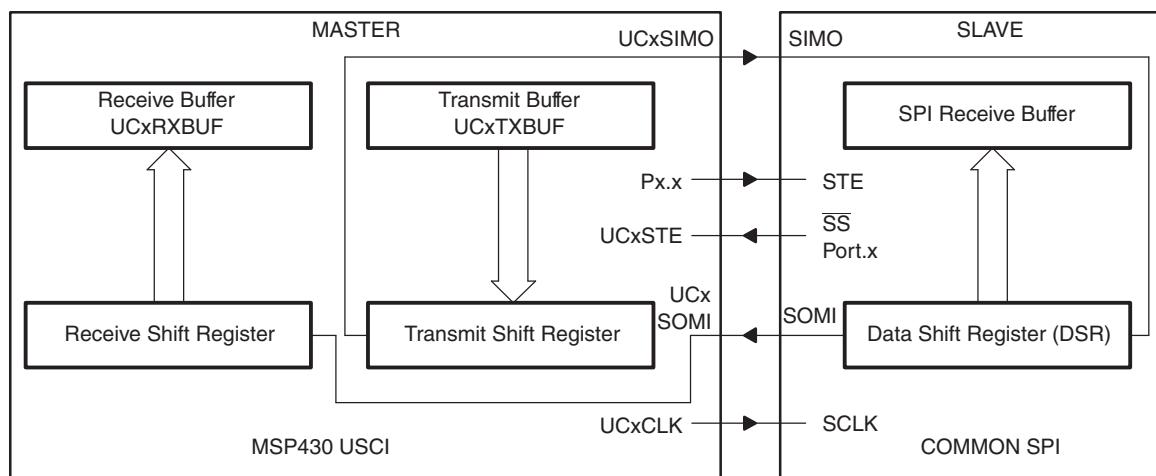 MASTER
UCxSIMO
SIMO
SLAVE
Receive Buffer
UCxRXBUF
Transmit Buffer
UCxTXBUF
SPI Receive Buffer
Px.x
STE
UCxSTE
SS
Port.x
UCx
SOMI
SOMI
Receive Shift Register
Transmit Shift Register
Data Shift Register (DSR)
UCxCLK
SCLK
MSP430 USCI
COMMON SPI